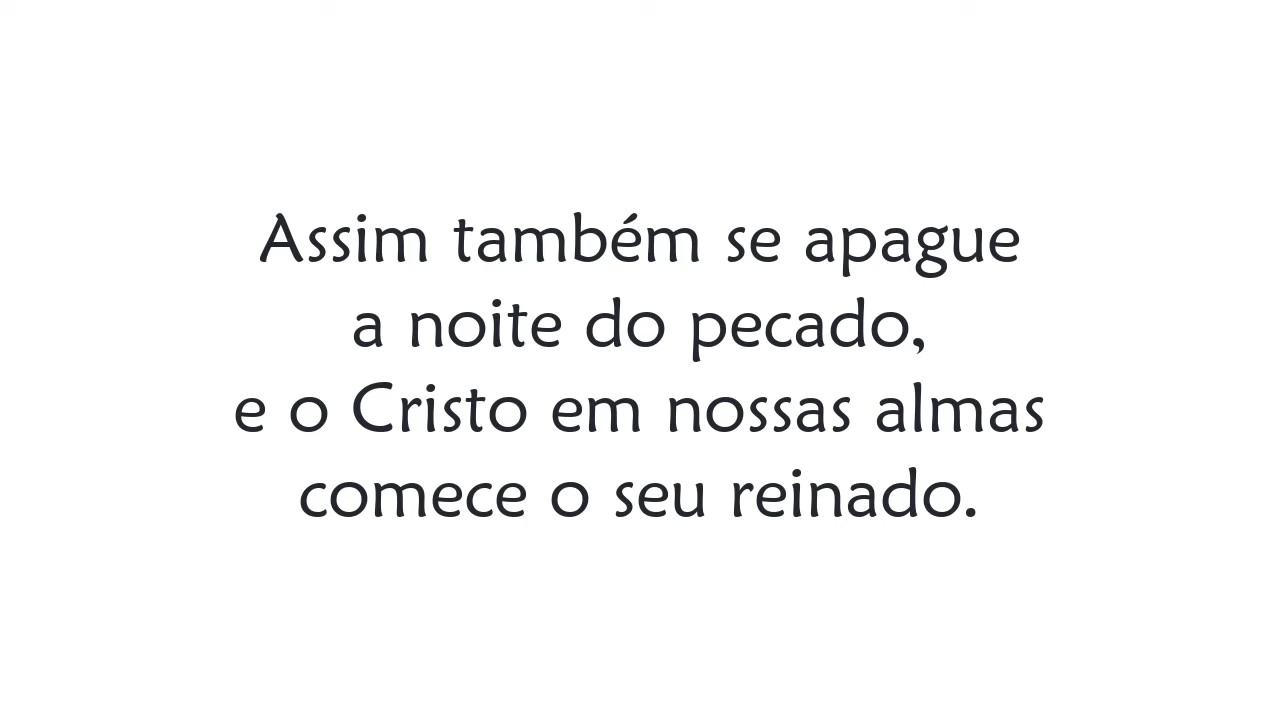 Assim também se apague
a noite do pecado,
e o Cristo em nossas almas
comece o seu reinado.